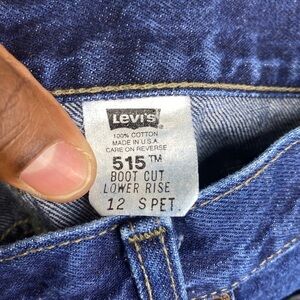 Levi's
100% COTTON
MADE IN U.S.A.
CARE ON REVERSE
515™
BOOT CUT
LOWER RISE
12 S PET.